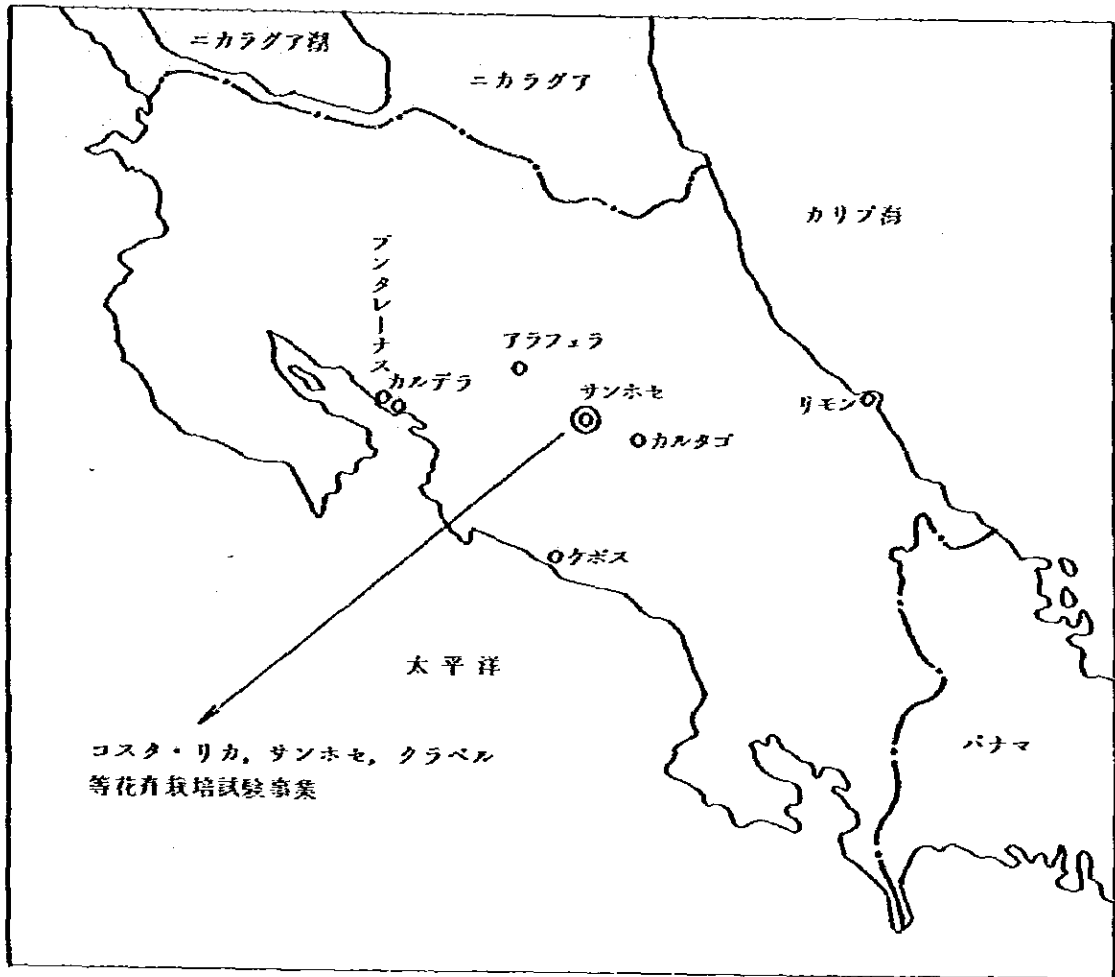 ニカラグア湖
ニカラグア
カリブ海
プンタレーナス
カルデラ
アラフェラ
サンホセ
カルタゴ
リモン
ケポス
太平洋
パナマ
コスタ・リカ,サンホセ,クラベル
等花卉栽培試験事業